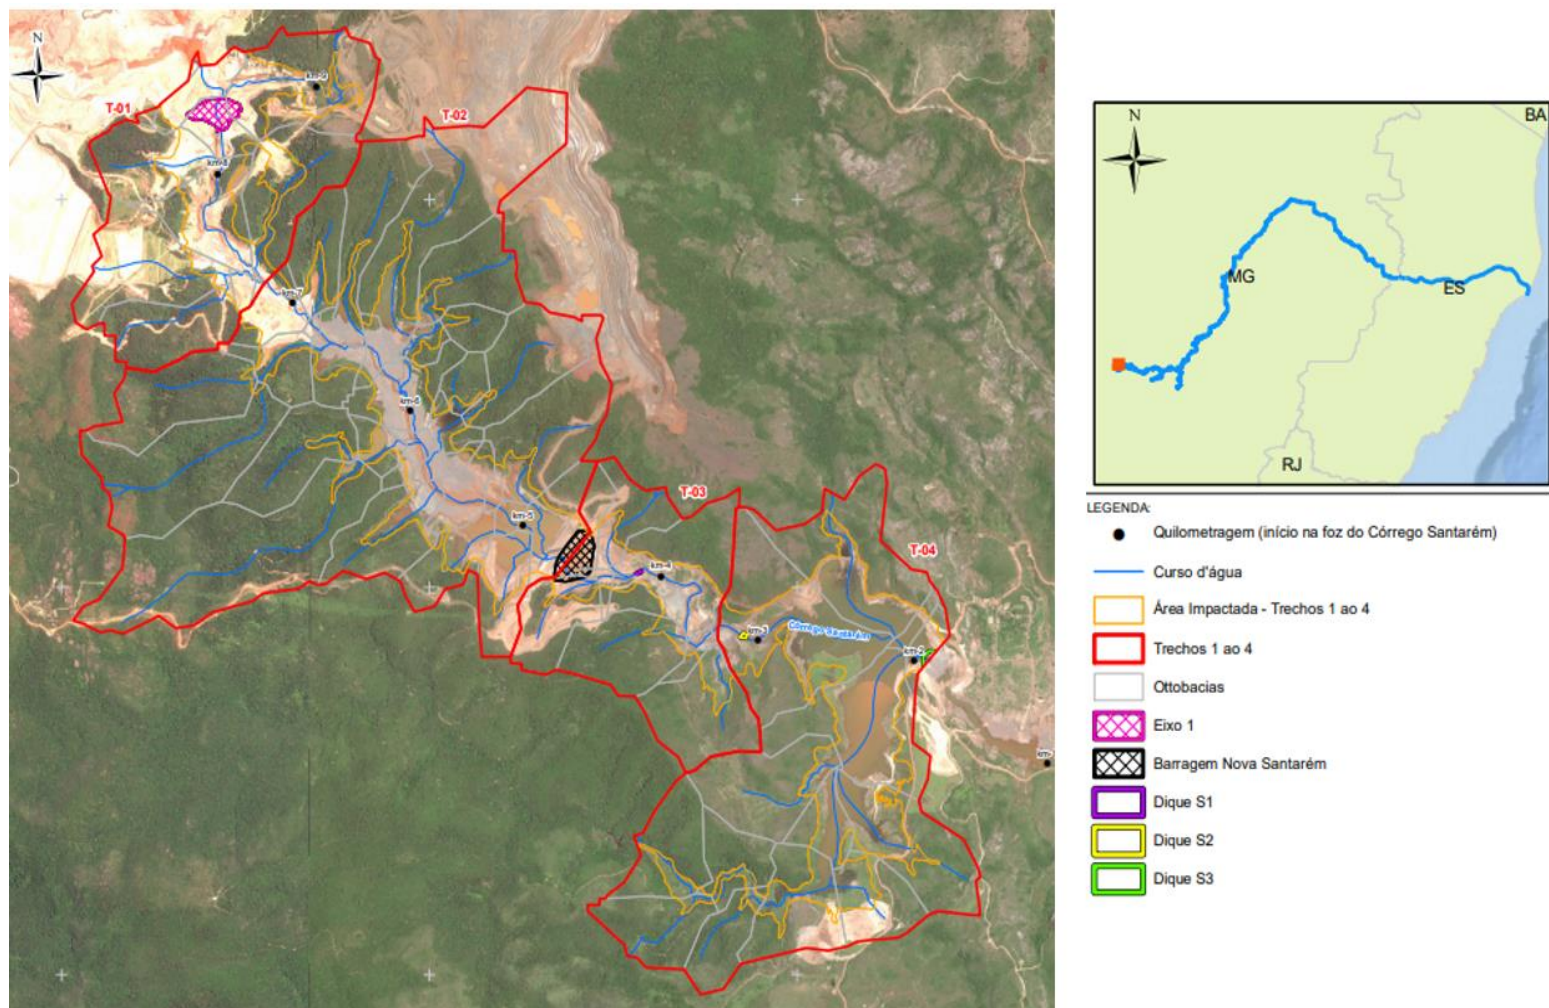 N
T-01
km-9
T-02
km-8
km-7
km-6
km-5
T-03
km-4
T-04
km-3
Córrego Santarém
km-2
km-
N
BA
MG
ES
RJ
LEGENDA:
Quilometragem (início na foz do Córrego Santarém)
Curso d'água
Área Impactada - Trechos 1 ao 4
Trechos 1 ao 4
Ottobacias
Eixo 1
Barragem Nova Santarém
Dique S1
Dique S2
Dique S3